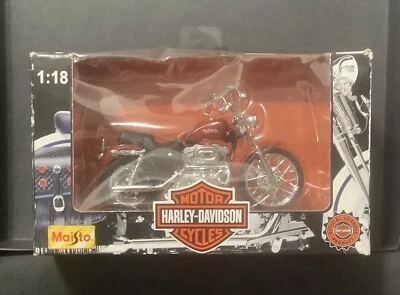 1:18
MOTOR
HARLEY-DAVIDSON
CYCLES
Maisto